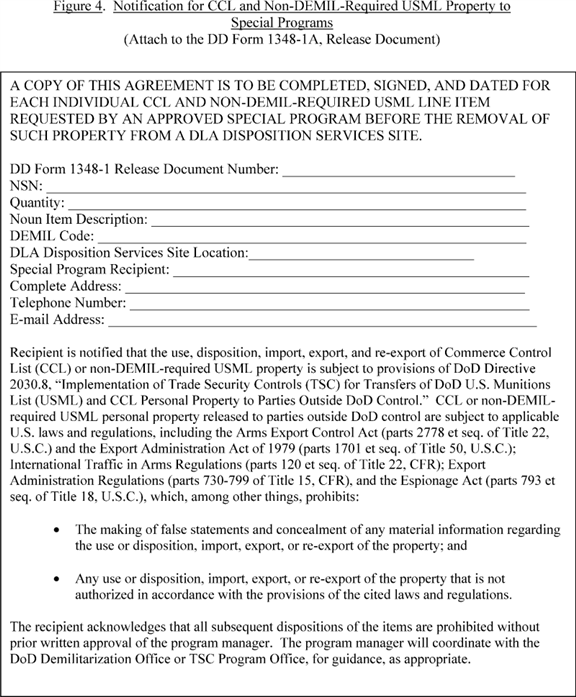 Figure 4. Notification for CCL and Non-DEMIL-Required USML Property to
Special Programs
(Attach to the DD Form 1348-1A, Release Document)
A COPY OF THIS AGREEMENT IS TO BE COMPLETED, SIGNED, AND DATED FOR
EACH INDIVIDUAL CCL AND NON-DEMIL-REQUIRED USML LINE ITEM
REQUESTED BY AN APPROVED SPECIAL PROGRAM BEFORE THE REMOVAL OF
SUCH PROPERTY FROM A DLA DISPOSITION SERVICES SITE.
DD Form 1348-1 Release Document Number:
NSN:
Quantity:
Noun Item Description:
DEMIL Code:
DLA Disposition Services Site Location:
Special Program Recipient:
Complete Address:
Telephone Number:
E-mail Address:
Recipient is notified that the use, disposition, import, export, and re-export of Commerce Control
List (CCL) or non-DEMIL-required USML property is subject to provisions of DoD Directive
2030.8, “Implementation of Trade Security Controls (TSC) for Transfers of DoD U.S. Munitions
List (USML) and CCL Personal Property to Parties Outside DoD Control.” CCL or non-DEMIL-
required USML personal property released to parties outside DoD control are subject to applicable
U.S. laws and regulations, including the Arms Export Control Act (parts 2778 et seq. of Title 22,
U.S.C.) and the Export Administration Act of 1979 (parts 1701 et seq. of Title 50, U.S.C.);
International Traffic in Arms Regulations (parts 120 et seq. of Title 22, CFR); Export
Administration Regulations (parts 730-799 of Title 15, CFR), and the Espionage Act (parts 793 et
seq. of Title 18, U.S.C.), which, among other things, prohibits:
• The making of false statements and concealment of any material information regarding
the use or disposition, import, export, or re-export of the property; and
• Any use or disposition, import, export, or re-export of the property that is not
authorized in accordance with the provisions of the cited laws and regulations.
The recipient acknowledges that all subsequent dispositions of the items are prohibited without
prior written approval of the program manager. The program manager will coordinate with the
DoD Demilitarization Office or TSC Program Office, for guidance, as appropriate.